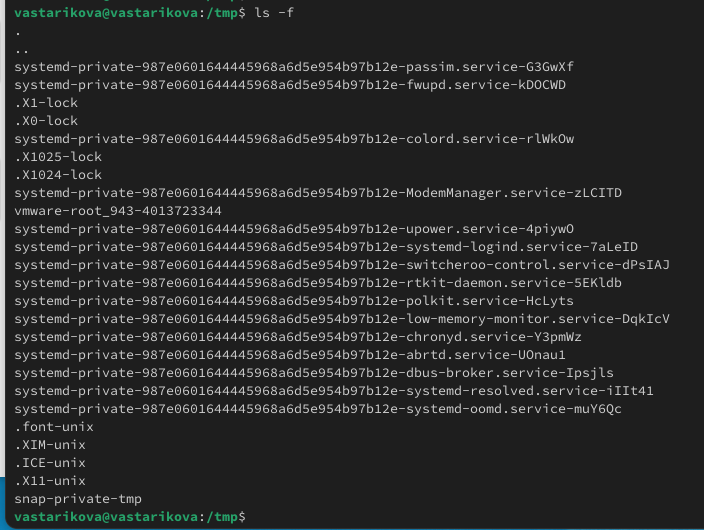 vastarikova@vastarikova:/tmp$ ls -f
.
..
systemd-private-987e0601644445968a6d5e954b97b12e-passim.service-G3GwXf
systemd-private-987e0601644445968a6d5e954b97b12e-fwupd.service-kDOCWD
.X1-lock
.X0-lock
systemd-private-987e0601644445968a6d5e954b97b12e-colord.service-rlWkOw
.X1025-lock
.X1024-lock
systemd-private-987e0601644445968a6d5e954b97b12e-ModemManager.service-zLCITD
vmware-root_943-4013723344
systemd-private-987e0601644445968a6d5e954b97b12e-upower.service-4piywO
systemd-private-987e0601644445968a6d5e954b97b12e-systemd-logind.service-7aLeID
systemd-private-987e0601644445968a6d5e954b97b12e-switcheroo-control.service-dPsIAJ
systemd-private-987e0601644445968a6d5e954b97b12e-rtkit-daemon.service-5EKldb
systemd-private-987e0601644445968a6d5e954b97b12e-polkit.service-HcLyts
systemd-private-987e0601644445968a6d5e954b97b12e-low-memory-monitor.service-DqkIcV
systemd-private-987e0601644445968a6d5e954b97b12e-chronyd.service-Y3pmWz
systemd-private-987e0601644445968a6d5e954b97b12e-abrtd.service-UOnau1
systemd-private-987e0601644445968a6d5e954b97b12e-dbus-broker.service-Ipsjls
systemd-private-987e0601644445968a6d5e954b97b12e-systemd-resolved.service-iIIt41
systemd-private-987e0601644445968a6d5e954b97b12e-systemd-oomd.service-muY6Qc
.font-unix
.XIM-unix
.ICE-unix
.X11-unix
snap-private-tmp
vastarikova@vastarikova:/tmp$